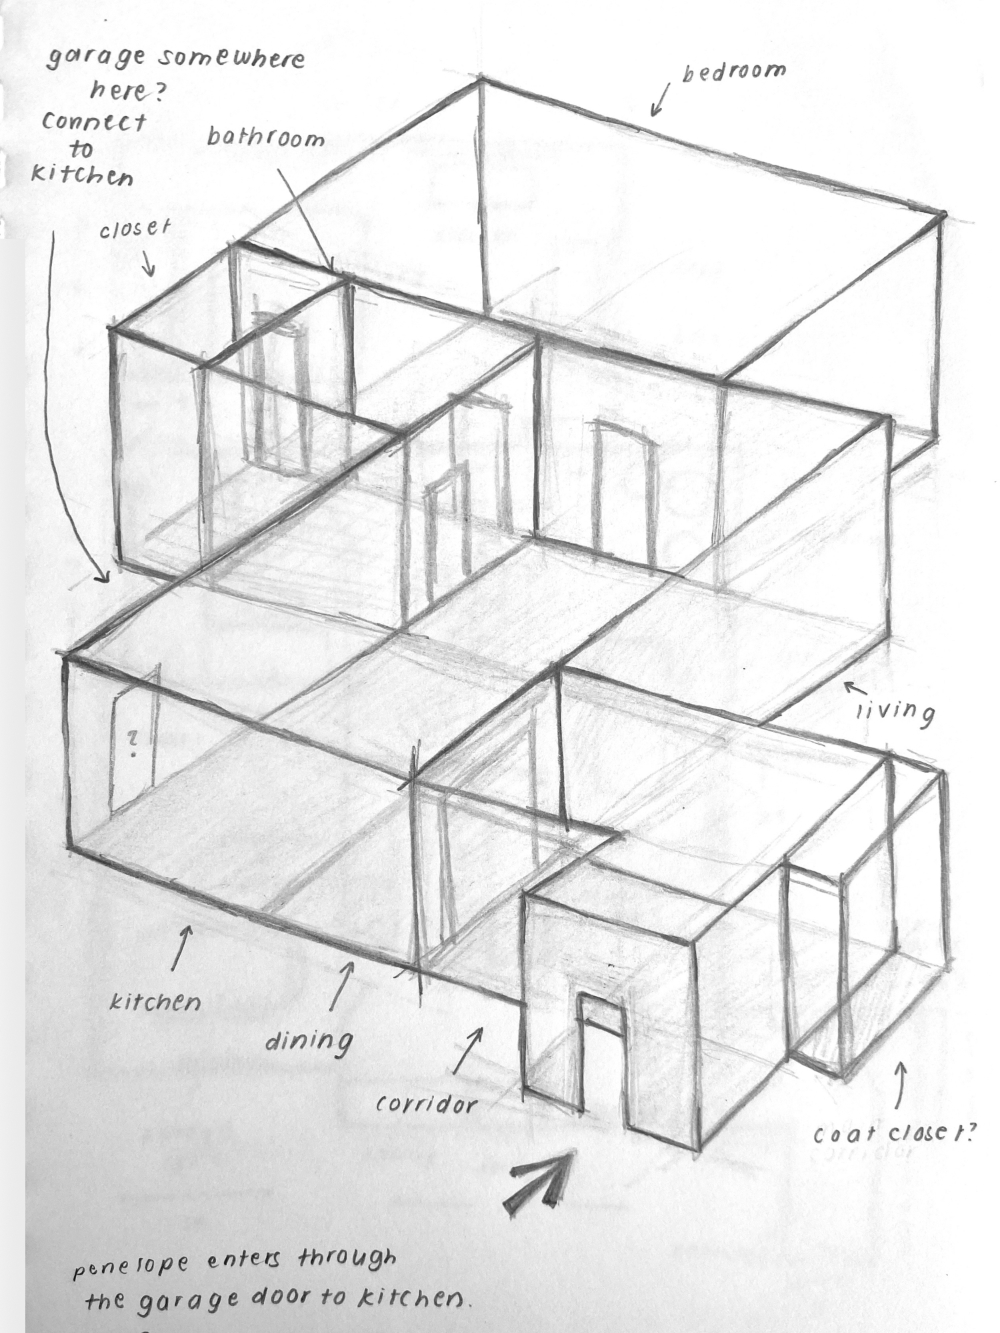 garage somewhere
here?
connect
to
kitchen
bathroom
bedroom
closet
?
living
kitchen
dining
corridor
coat closet?
penelope enters through
the garage door to kitchen.